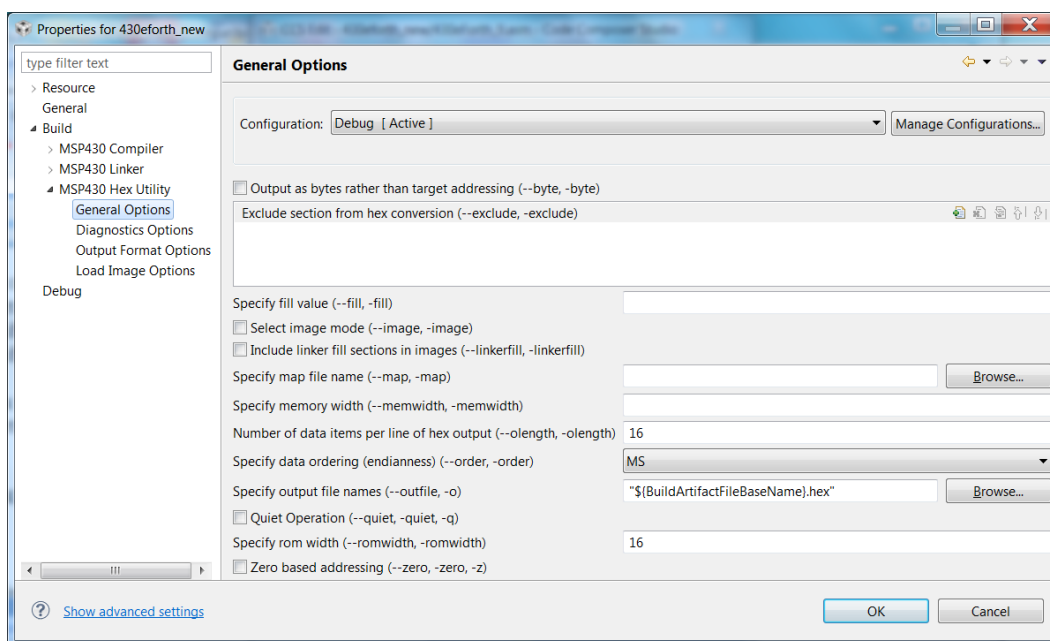 Properties for 430eforth_new
type filter text
General Options
Resource
General
Build
MSP430 Compiler
MSP430 Linker
MSP430 Hex Utility
General Options
Diagnostics Options
Output Format Options
Load Image Options
Debug
Configuration: Debug [ Active ] Manage Configurations...
Output as bytes rather than target addressing (--byte, -byte)
Exclude section from hex conversion (--exclude, -exclude)
Specify fill value (--fill, -fill)
Select image mode (--image, -image)
Include linker fill sections in images (--linkerfill, -linkerfill)
Specify map file name (--map, -map) Browse...
Specify memory width (--memwidth, -memwidth)
Number of data items per line of hex output (--olength, -olength) 16
Specify data ordering (endianness) (--order, -order) MS
Specify output file names (--outfile, -o) "${BuildArtifactFileBaseName}.hex" Browse...
Quiet Operation (--quiet, -quiet, -q)
Specify rom width (--romwidth, -romwidth) 16
Zero based addressing (--zero, -zero, -z)
Show advanced settings OK Cancel